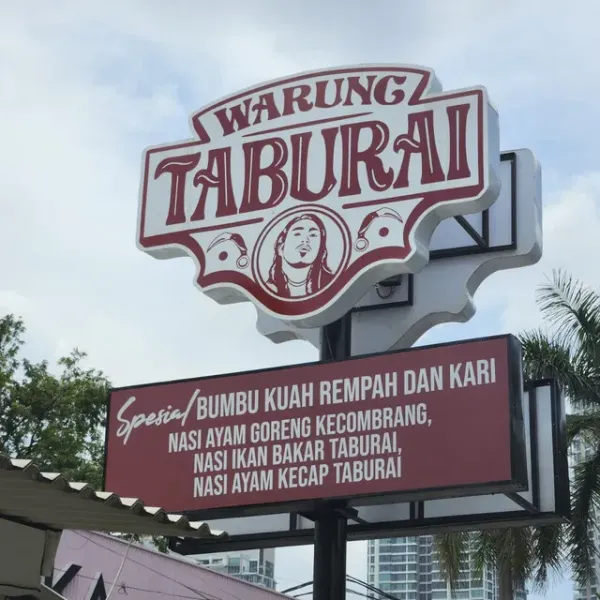 WARUNG
TABURAI
Spesial BUMBU KUAH REMPAH DAN KARI
NASI AYAM GORENG KECOMBRANG,
NASI IKAN BAKAR TABURAI,
NASI AYAM KECAP TABURAI